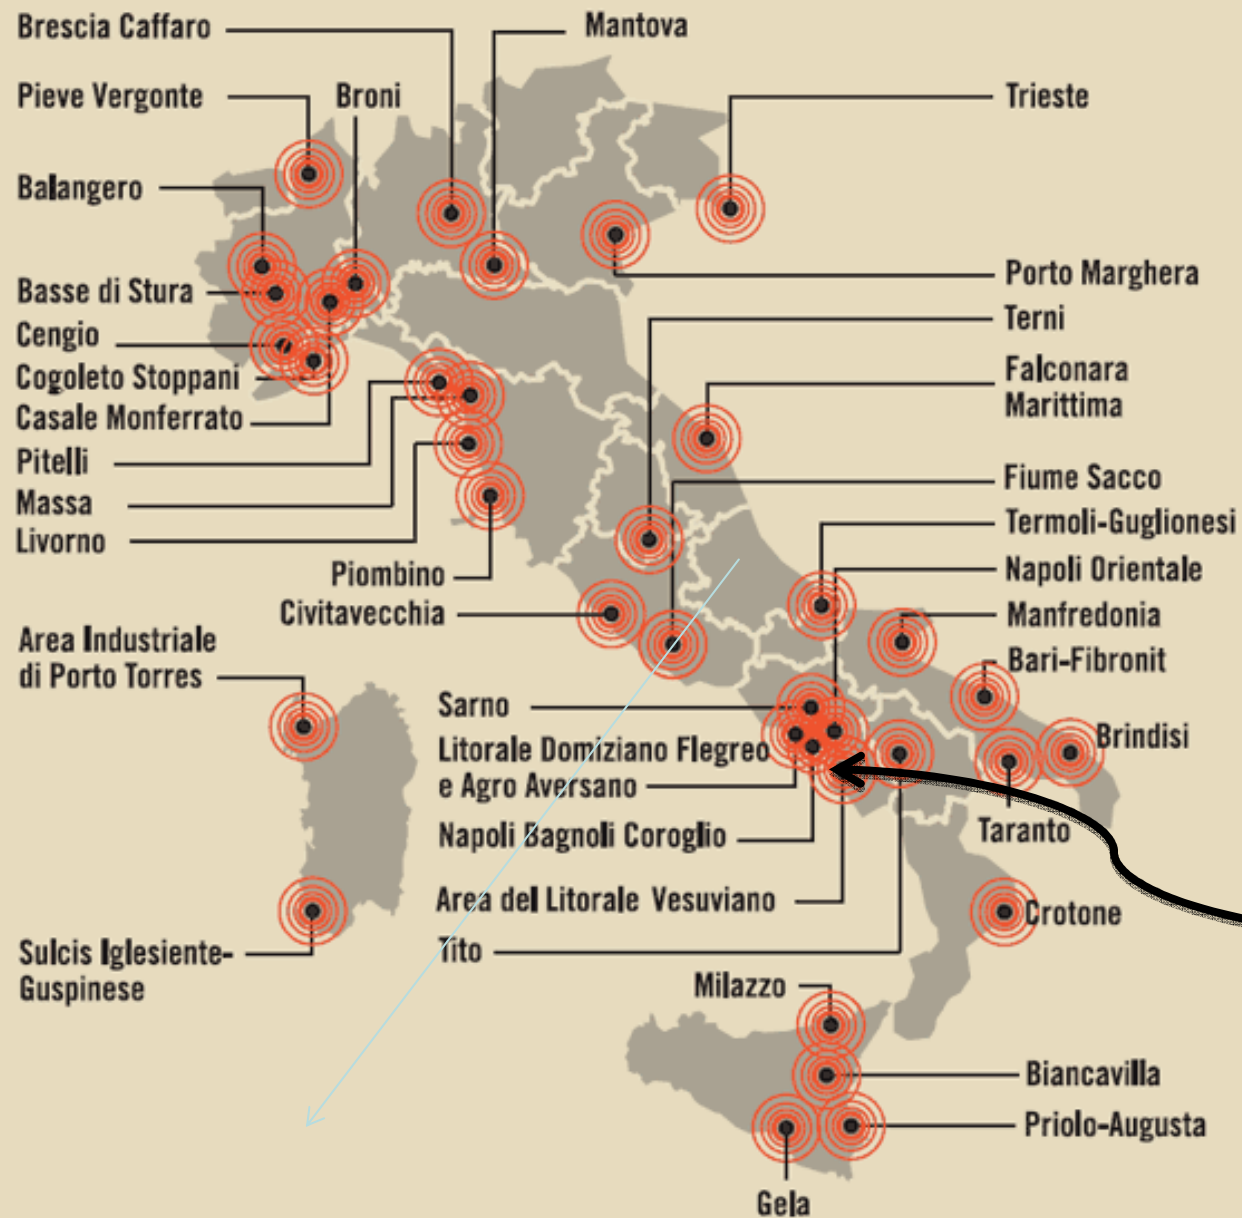 Brescia Caffaro
Mantova
Pieve Vergonte
Broni
Trieste
Balangero
Porto Marghera
Basse di Stura
Terni
Cengio
Falconara
Marittima
Cogoleto Stoppani
Casale Monferrato
Pitelli
Fiume Sacco
Massa
Termoli-Guglionesi
Livorno
Napoli Orientale
Piombino
Civitavecchia
Manfredonia
Area Industriale
di Porto Torres
Bari-Fibronit
Sarno
Brindisi
Litorale Domiziano Flegreo
e Agro Aversano
Napoli Bagnoli Coroglio
Taranto
Area del Litorale Vesuviano
Crotone
Tito
Sulcis Iglesiente-
Guspinese
Milazzo
Biancavilla
Priolo-Augusta
Gela